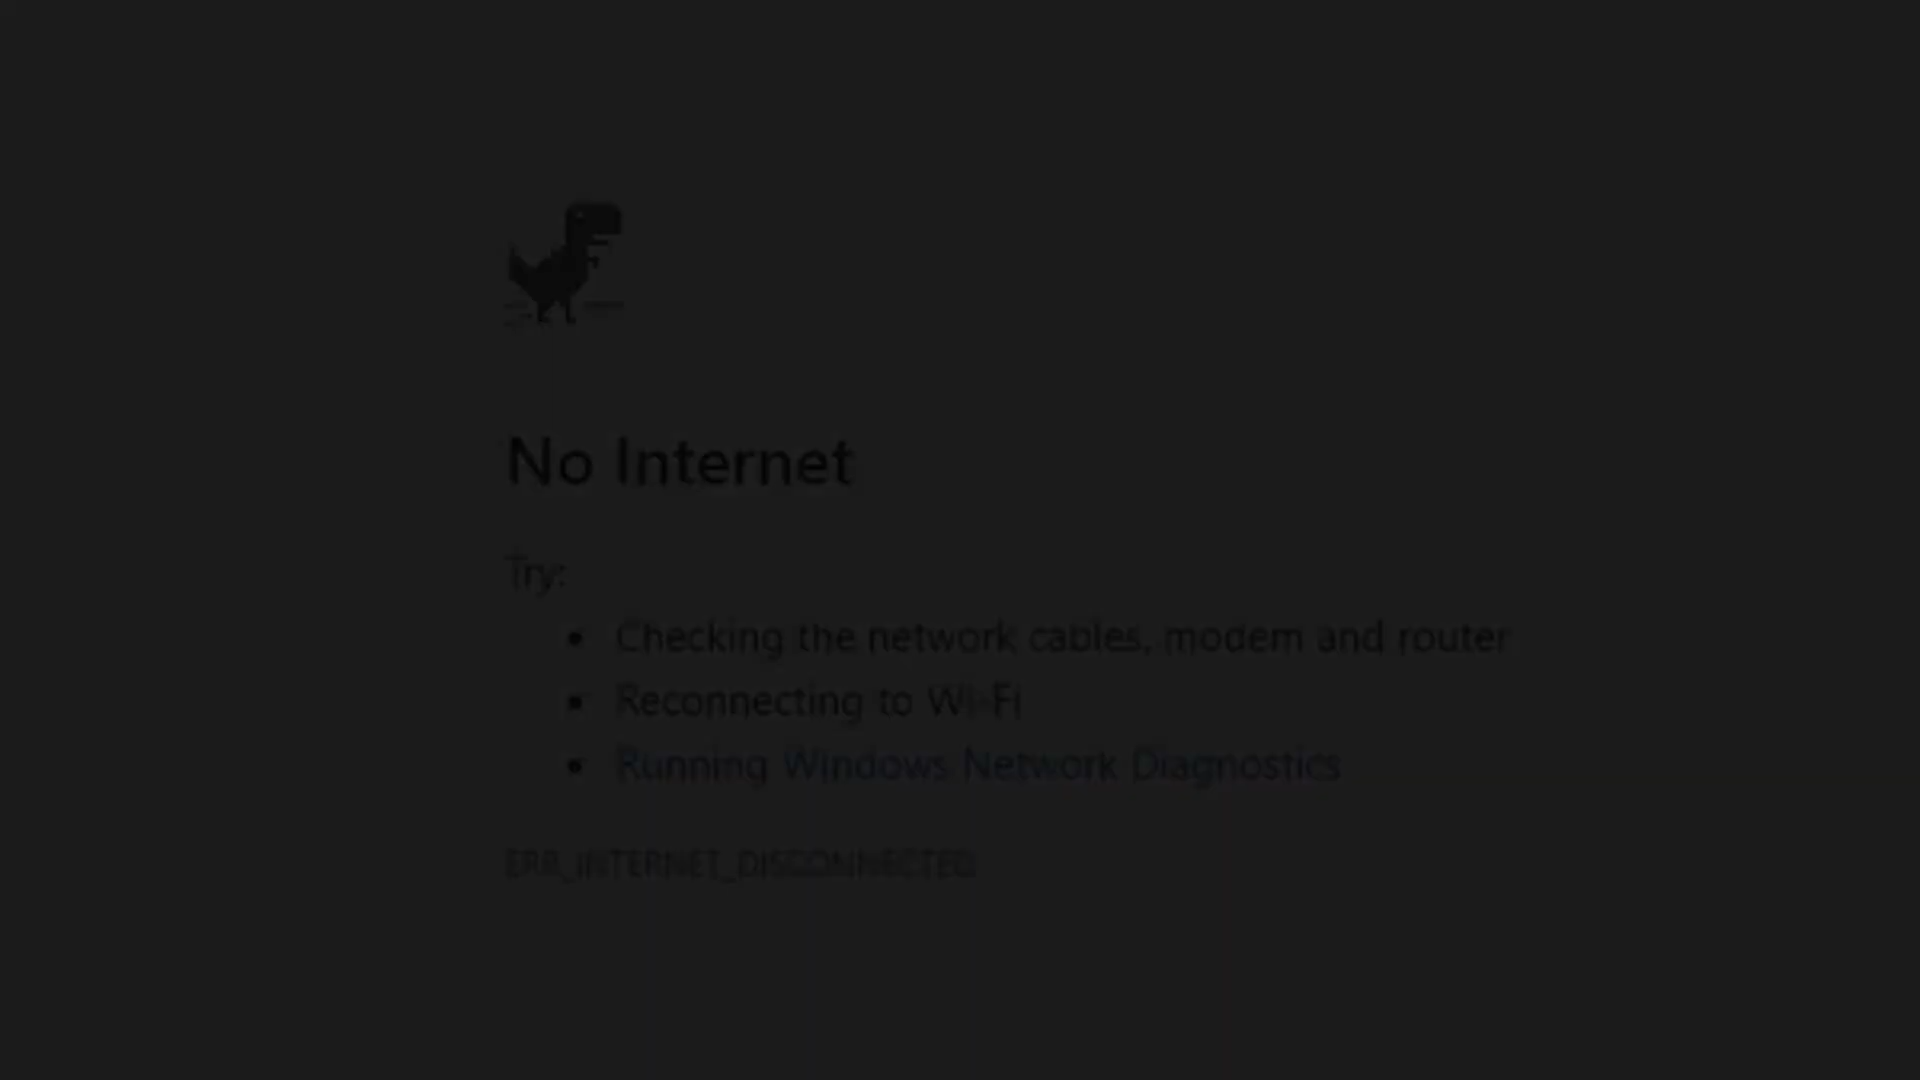 No Internet
Try:
• Checking the network cables, modem and router
• Reconnecting to Wi-Fi
• Running Windows Network Diagnostics
ERR_INTERNET_DISCONNECTED